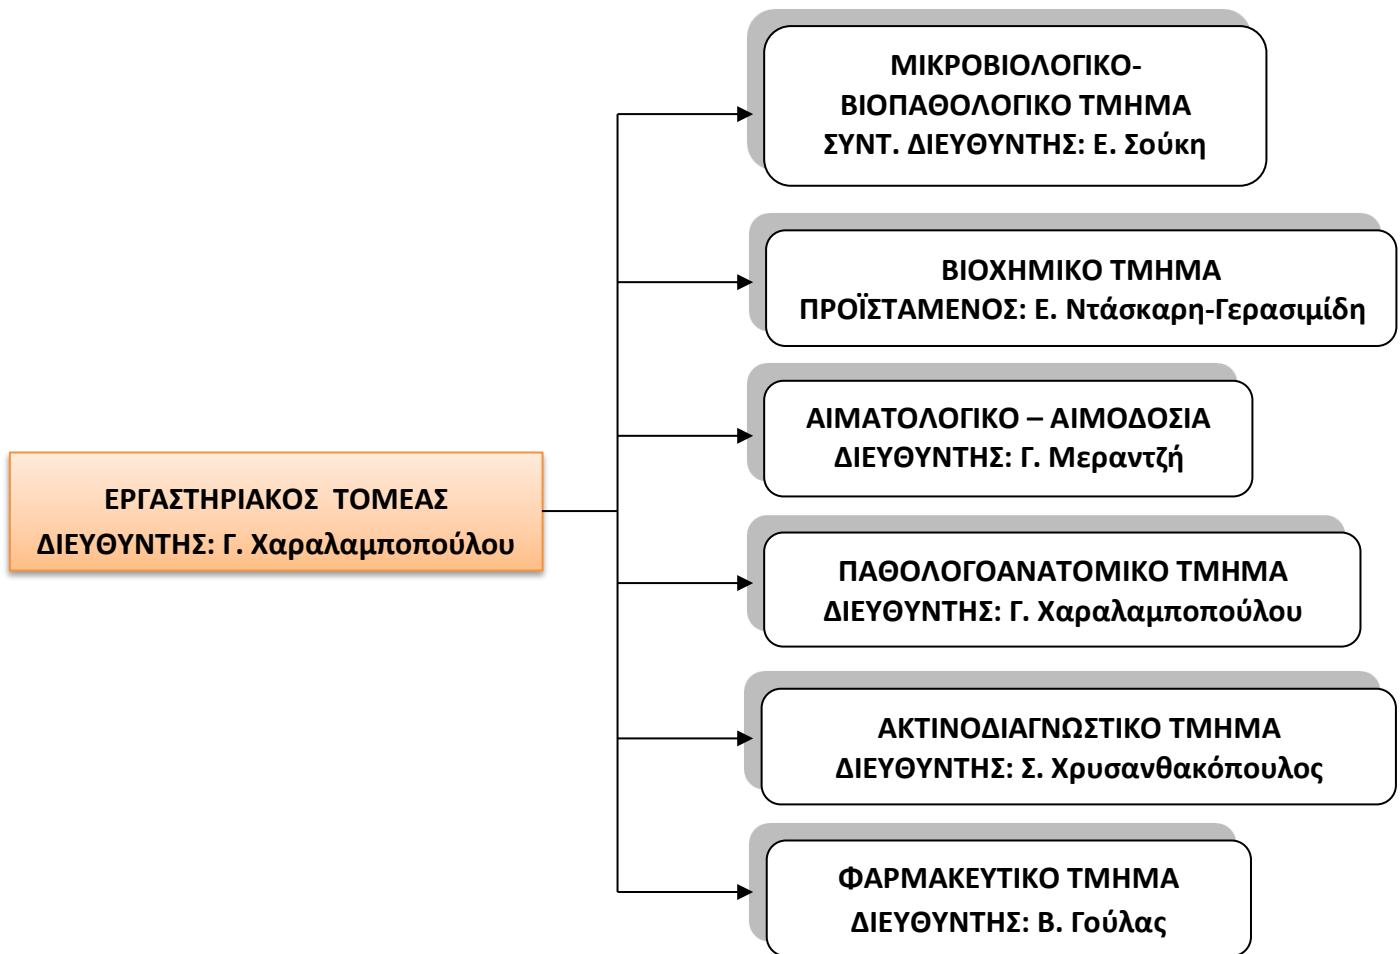 ΜΙΚΡΟΒΙΟΛΟΓΙΚΟ-
ΒΙΟΠΑΘΟΛΟΓΙΚΟ ΤΜΗΜΑ
ΣΥΝΤ. ΔΙΕΥΘΥΝΤΗΣ: Ε. Σούκη
ΒΙΟΧΗΜΙΚΟ ΤΜΗΜΑ
ΠΡΟΪΣΤΑΜΕΝΟΣ: Ε. Ντάσκαρη-Γερασιμίδη
ΑΙΜΑΤΟΛΟΓΙΚΟ – ΑΙΜΟΔΟΣΙΑ
ΔΙΕΥΘΥΝΤΗΣ: Γ. Μεραντζή
ΕΡΓΑΣΤΗΡΙΑΚΟΣ ΤΟΜΕΑΣ
ΔΙΕΥΘΥΝΤΗΣ: Γ. Χαραλαμποπούλου
ΠΑΘΟΛΟΓΟΑΝΑΤΟΜΙΚΟ ΤΜΗΜΑ
ΔΙΕΥΘΥΝΤΗΣ: Γ. Χαραλαμποπούλου
ΑΚΤΙΝΟΔΙΑΓΝΩΣΤΙΚΟ ΤΜΗΜΑ
ΔΙΕΥΘΥΝΤΗΣ: Σ. Χρυσανθακόπουλος
ΦΑΡΜΑΚΕΥΤΙΚΟ ΤΜΗΜΑ
ΔΙΕΥΘΥΝΤΗΣ: Β. Γούλας